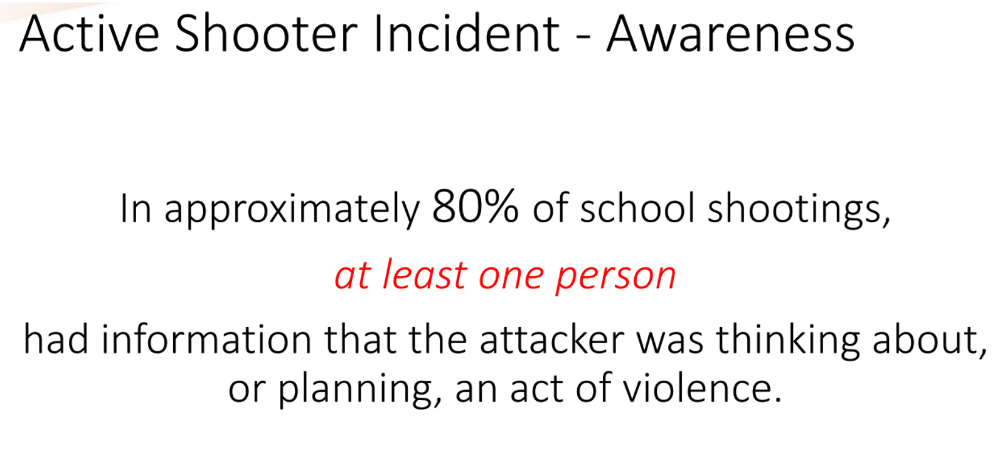 Active Shooter Incident - Awareness
In approximately 80% of school shootings,
at least one person
had information that the attacker was thinking about,
or planning, an act of violence.